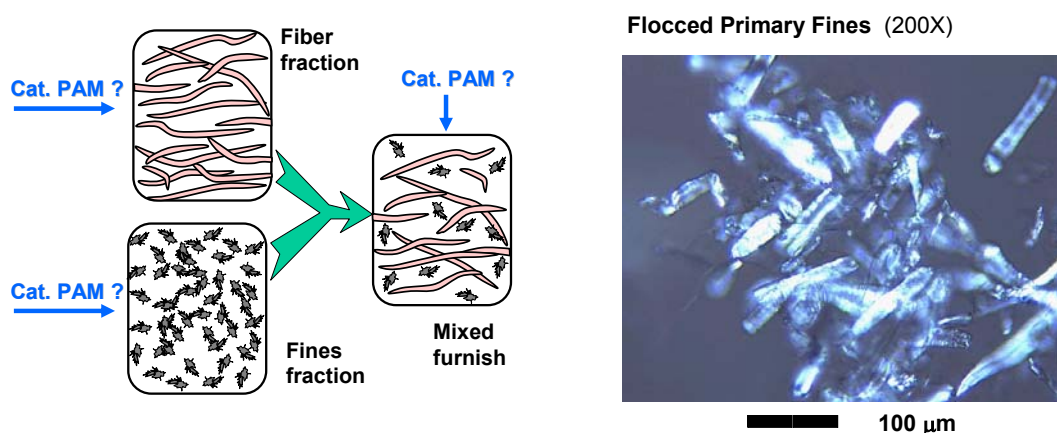 Fiber
fraction
Cat. PAM ?
Cat. PAM ?
Cat. PAM ?
Fines
fraction
Mixed
furnish
Flocced Primary Fines (200X)
100 μm